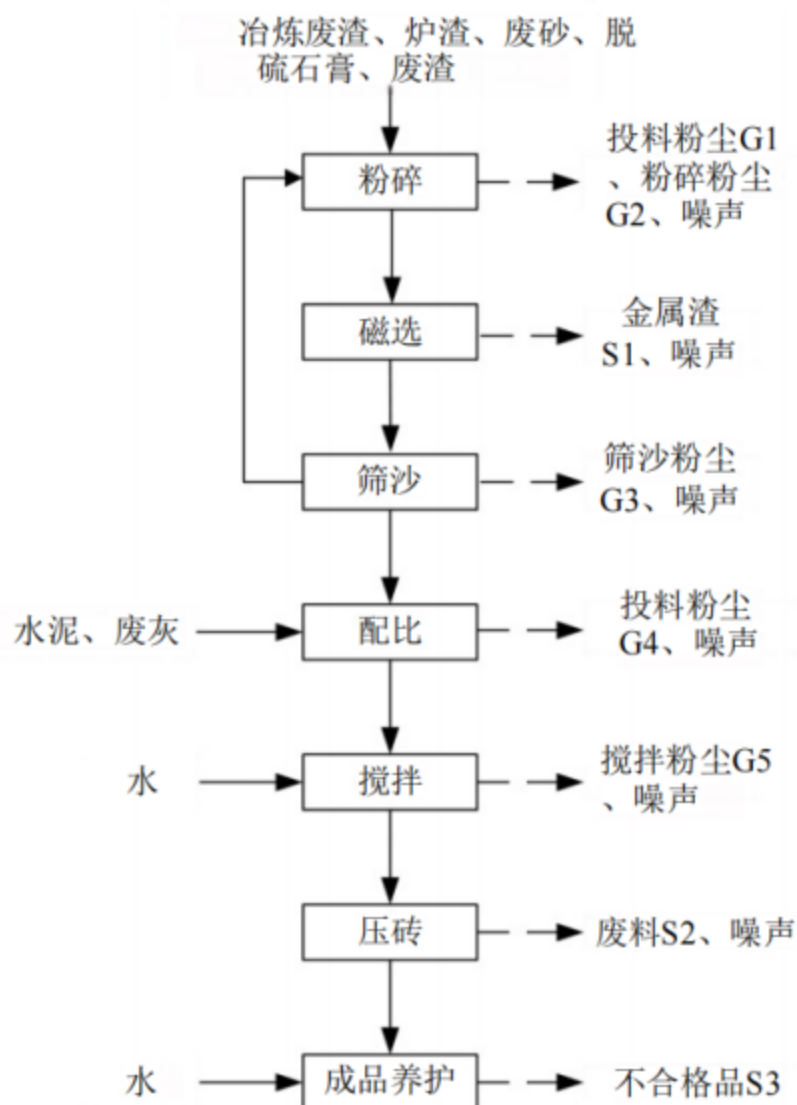 冶炼废渣、炉渣、废砂、脱
硫石膏、废渣
粉碎
投料粉尘G1
、粉碎粉尘
G2、噪声
磁选
金属渣
S1、噪声
筛沙
筛沙粉尘
G3、噪声
水泥、废灰
配比
投料粉尘
G4、噪声
水
搅拌
搅拌粉尘G5
、噪声
压砖
废料S2、噪声
水
成品养护
不合格品S3